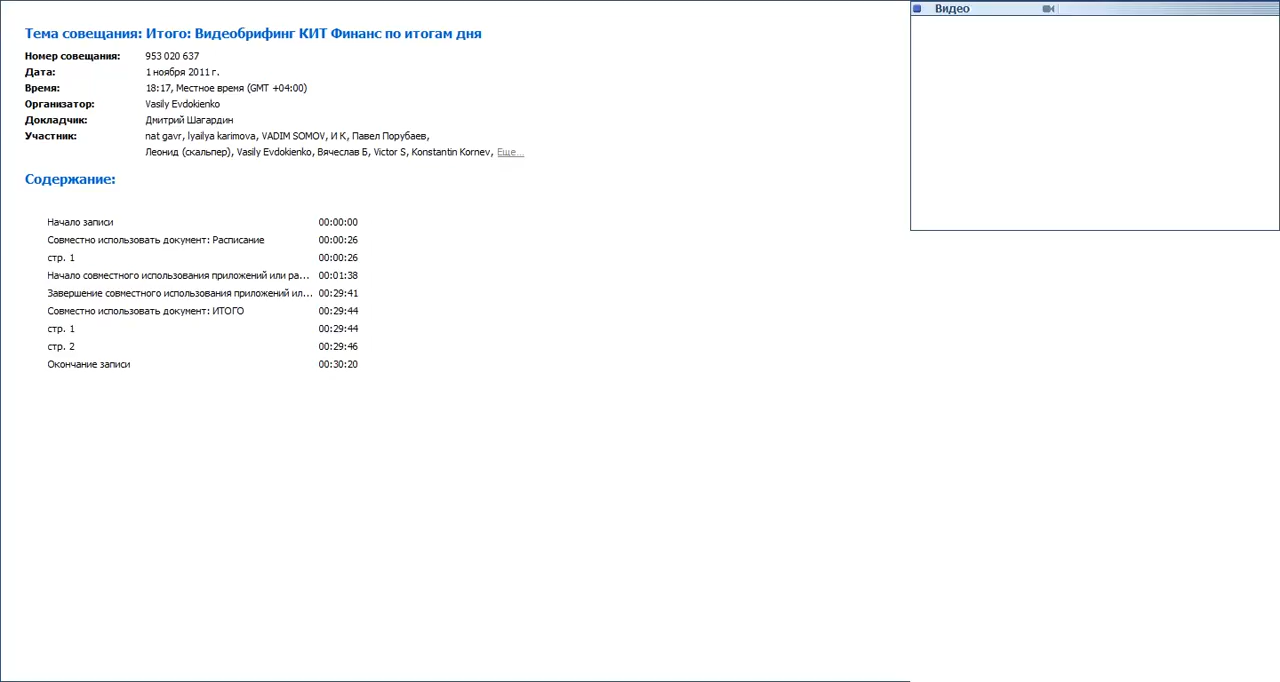 Видео
Тема совещания: Итого: Видеобрифинг КИТ Финанс по итогам дня
Номер совещания: 953 020 637
Дата: 1 ноября 2011 г.
Время: 18:17, Местное время (GMT +04:00)
Организатор: Vasily Evdokienko
Докладчик: Дмитрий Шагардин
Участник: nat gavr, lyailya karimova, VADIM SOMOV, И К, Павел Порубаев,
Леонид (скальпер), Vasily Evdokienko, Вячеслав Б, Victor S, Konstantin Kornev, Еще...
Содержание:
Начало записи 00:00:00
Совместно использовать документ: Расписание 00:00:26
стр. 1 00:00:26
Начало совместного использования приложений или ра... 00:01:38
Завершение совместного использования приложений ил... 00:29:41
Совместно использовать документ: ИТОГО 00:29:44
стр. 1 00:29:44
стр. 2 00:29:46
Окончание записи 00:30:20